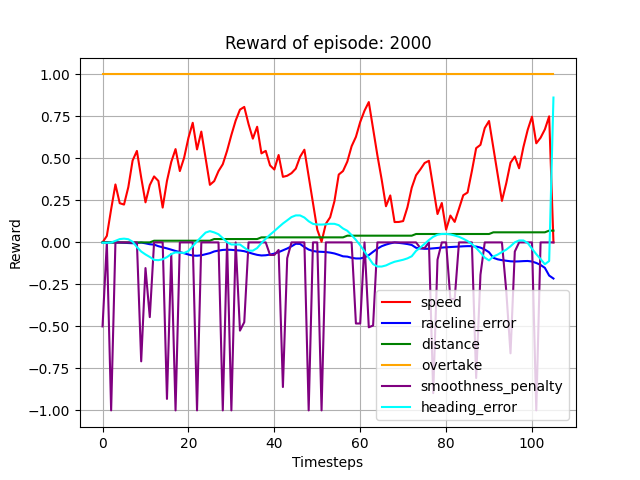 Reward of episode: 2000
1.00
0.75
0.50
0.25
0.00
−0.25
−0.50
−0.75
−1.00
Reward
0 20 40 60 80 100
Timesteps
speed
raceline_error
distance
overtake
smoothness_penalty
heading_error